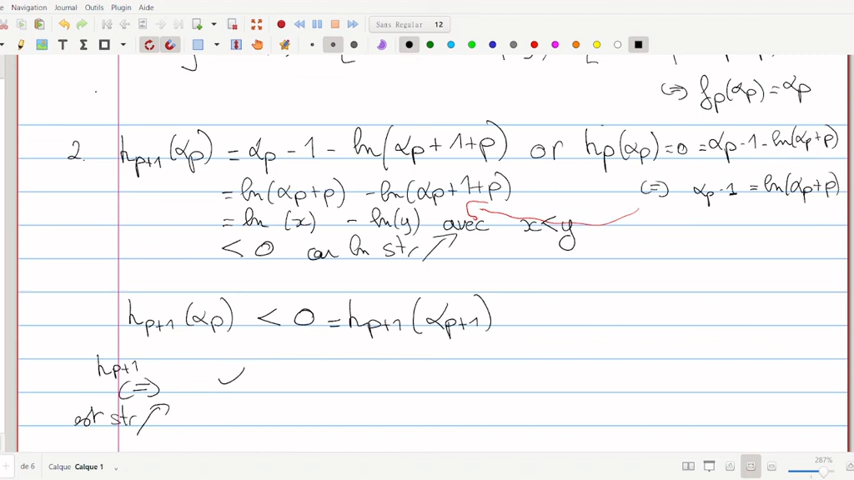 Navigation Journal Outils Plugin Aide
Sans Regular 12
(=) fp(αp) = αp
2. hp+1(αp) = αp - 1 - ln(αp + 1 + p) or hp(αp) = 0 = αp - 1 - ln(αp + p)
= ln(αp + p) - ln(αp + 1 + p) (=) αp - 1 = ln(αp + p)
= ln(x) - ln(y) avec x < y
< 0 car ln str ↗
hp+1(αp) < 0 = hp+1(αp+1)
hp+1
(=)
est str ↗
de 6 Calque Calque 1 287%